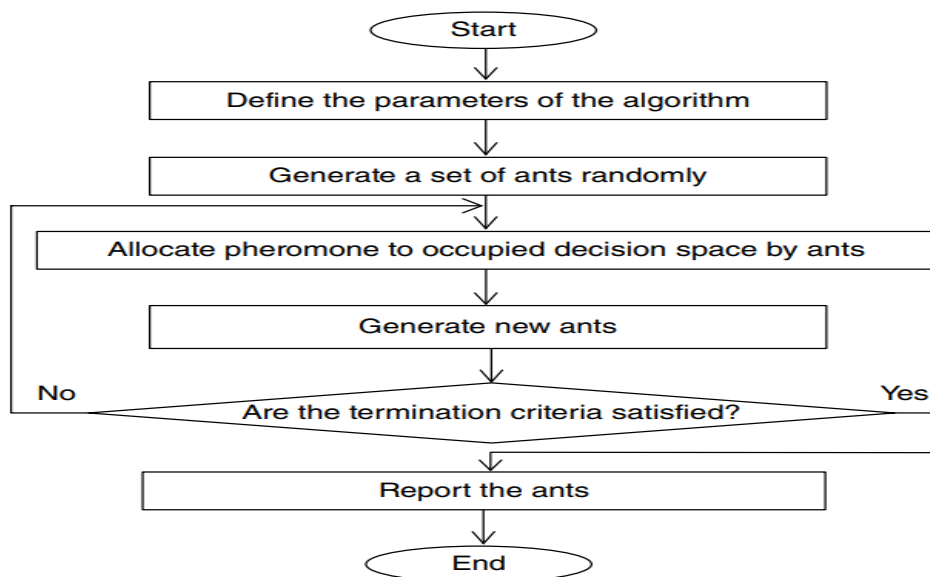 Start
Define the parameters of the algorithm
Generate a set of ants randomly
Allocate pheromone to occupied decision space by ants
Generate new ants
No
Yes
Are the termination criteria satisfied?
Report the ants
End